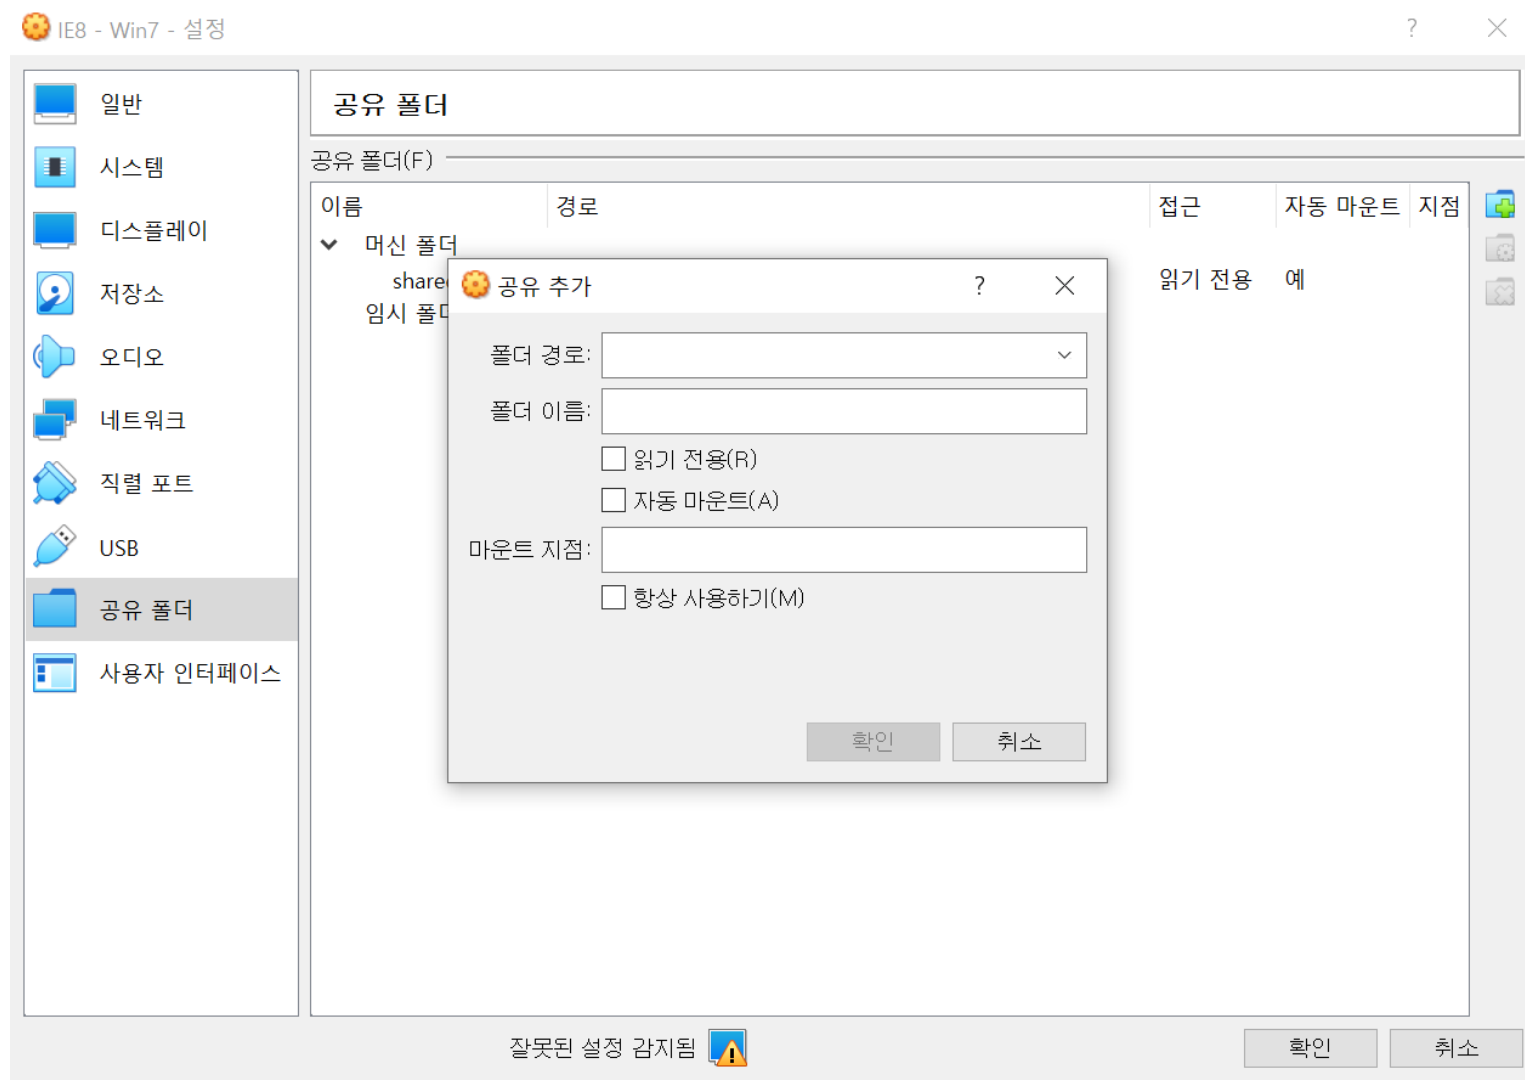 IE8 - Win7 - 설정
?
일반
시스템
디스플레이
저장소
오디오
네트워크
직렬 포트
USB
공유 폴더
사용자 인터페이스
공유 폴더
공유 폴더(F)
이름 경로 접근 자동 마운트 지점
머신 폴더
읽기 전용 예
임시
공유 추가 ?
폴더 경로:
폴더 이름:
읽기 전용(R)
자동 마운트(A)
마운트 지점:
항상 사용하기(M)
확인 취소
잘못된 설정 감지됨
확인 취소